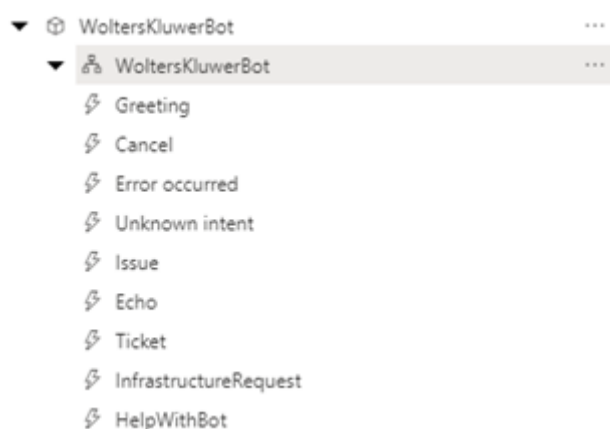 WoltersKluwerBot ...
WoltersKluwerBot ...
Greeting
Cancel
Error occurred
Unknown intent
Issue
Echo
Ticket
InfrastructureRequest
HelpWithBot